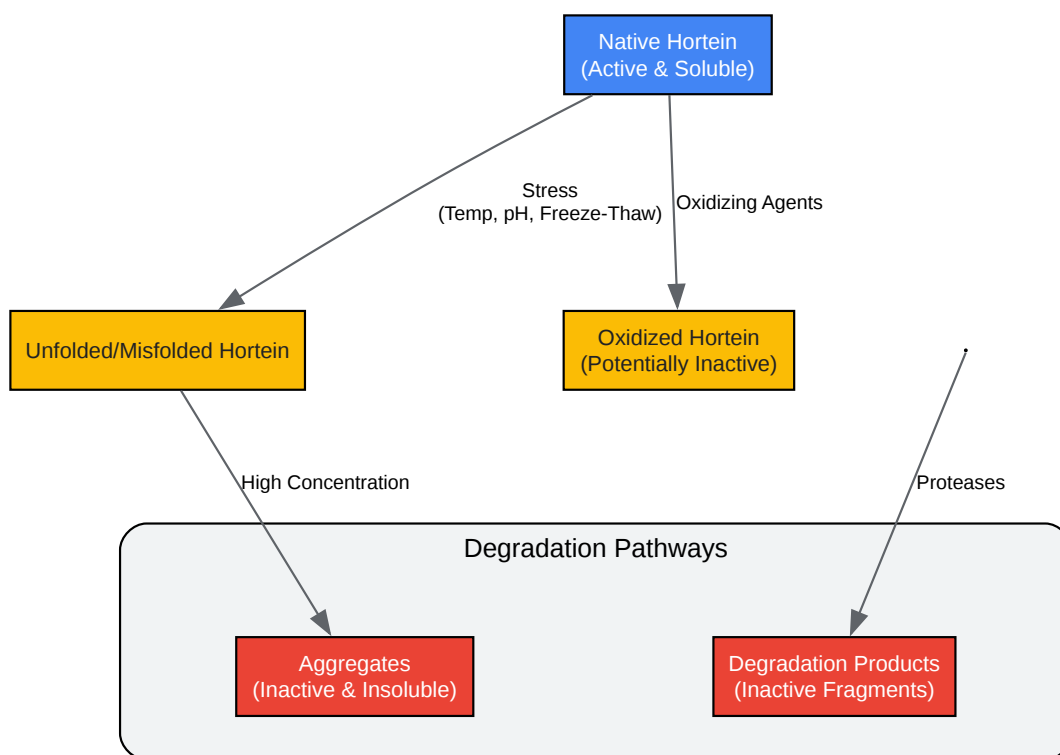 Native Hortein
(Active & Soluble)
Stress
(Temp, pH, Freeze-Thaw)
Oxidizing Agents
Unfolded/Misfolded Hortein
Oxidized Hortein
(Potentially Inactive)
High Concentration
Proteases
Degradation Pathways
Aggregates
(Inactive & Insoluble)
Degradation Products
(Inactive Fragments)